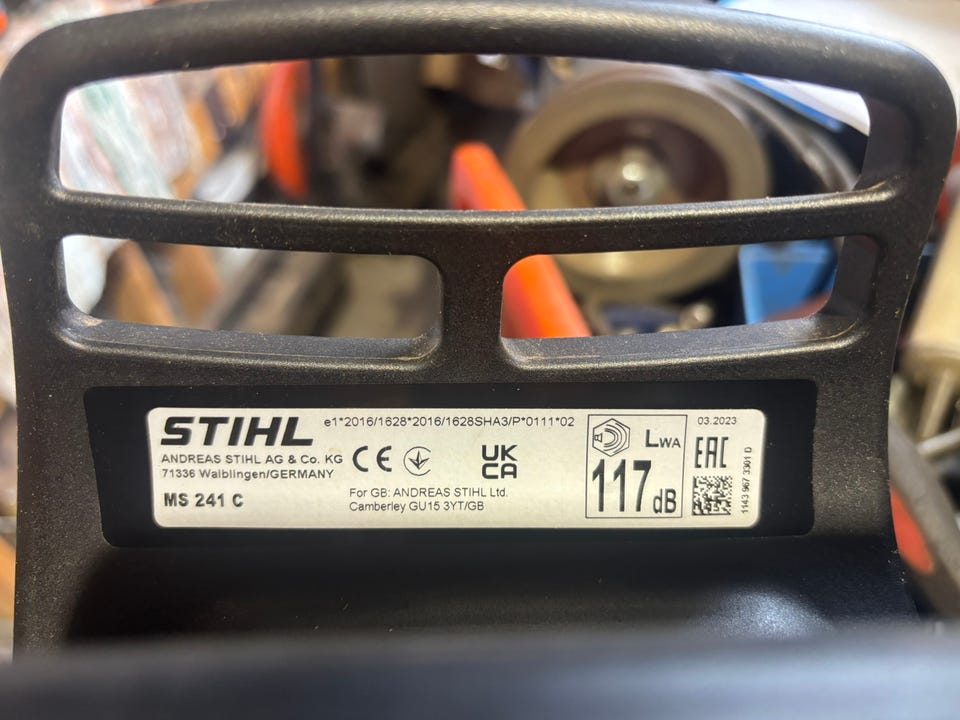 STIHL
e1*2016/1628*2016/1628SHA3/P*0111*02
ANDREAS STIHL AG & Co. KG
71336 Waiblingen/GERMANY
MS 241 C
CE
UK
CA
For GB: ANDREAS STIHL Ltd.
Camberley GU15 3YT/GB
LWA
117 dB
03.2023
EAC
1143 967 3901 D